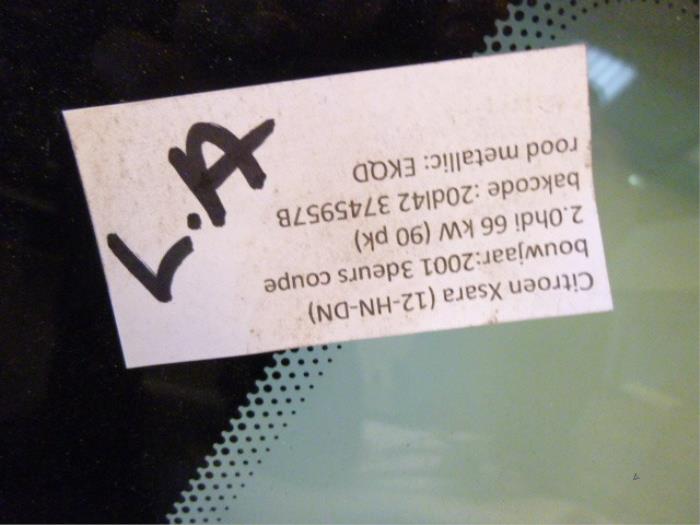 Citroen Xsara (12-HN-DN)
bouwjaar:2001 3deurs coupe
2.0hdi 66 kW (90 pk)
bakcode: 20dl42 3745957B
rood metallic: EKQD
L.A